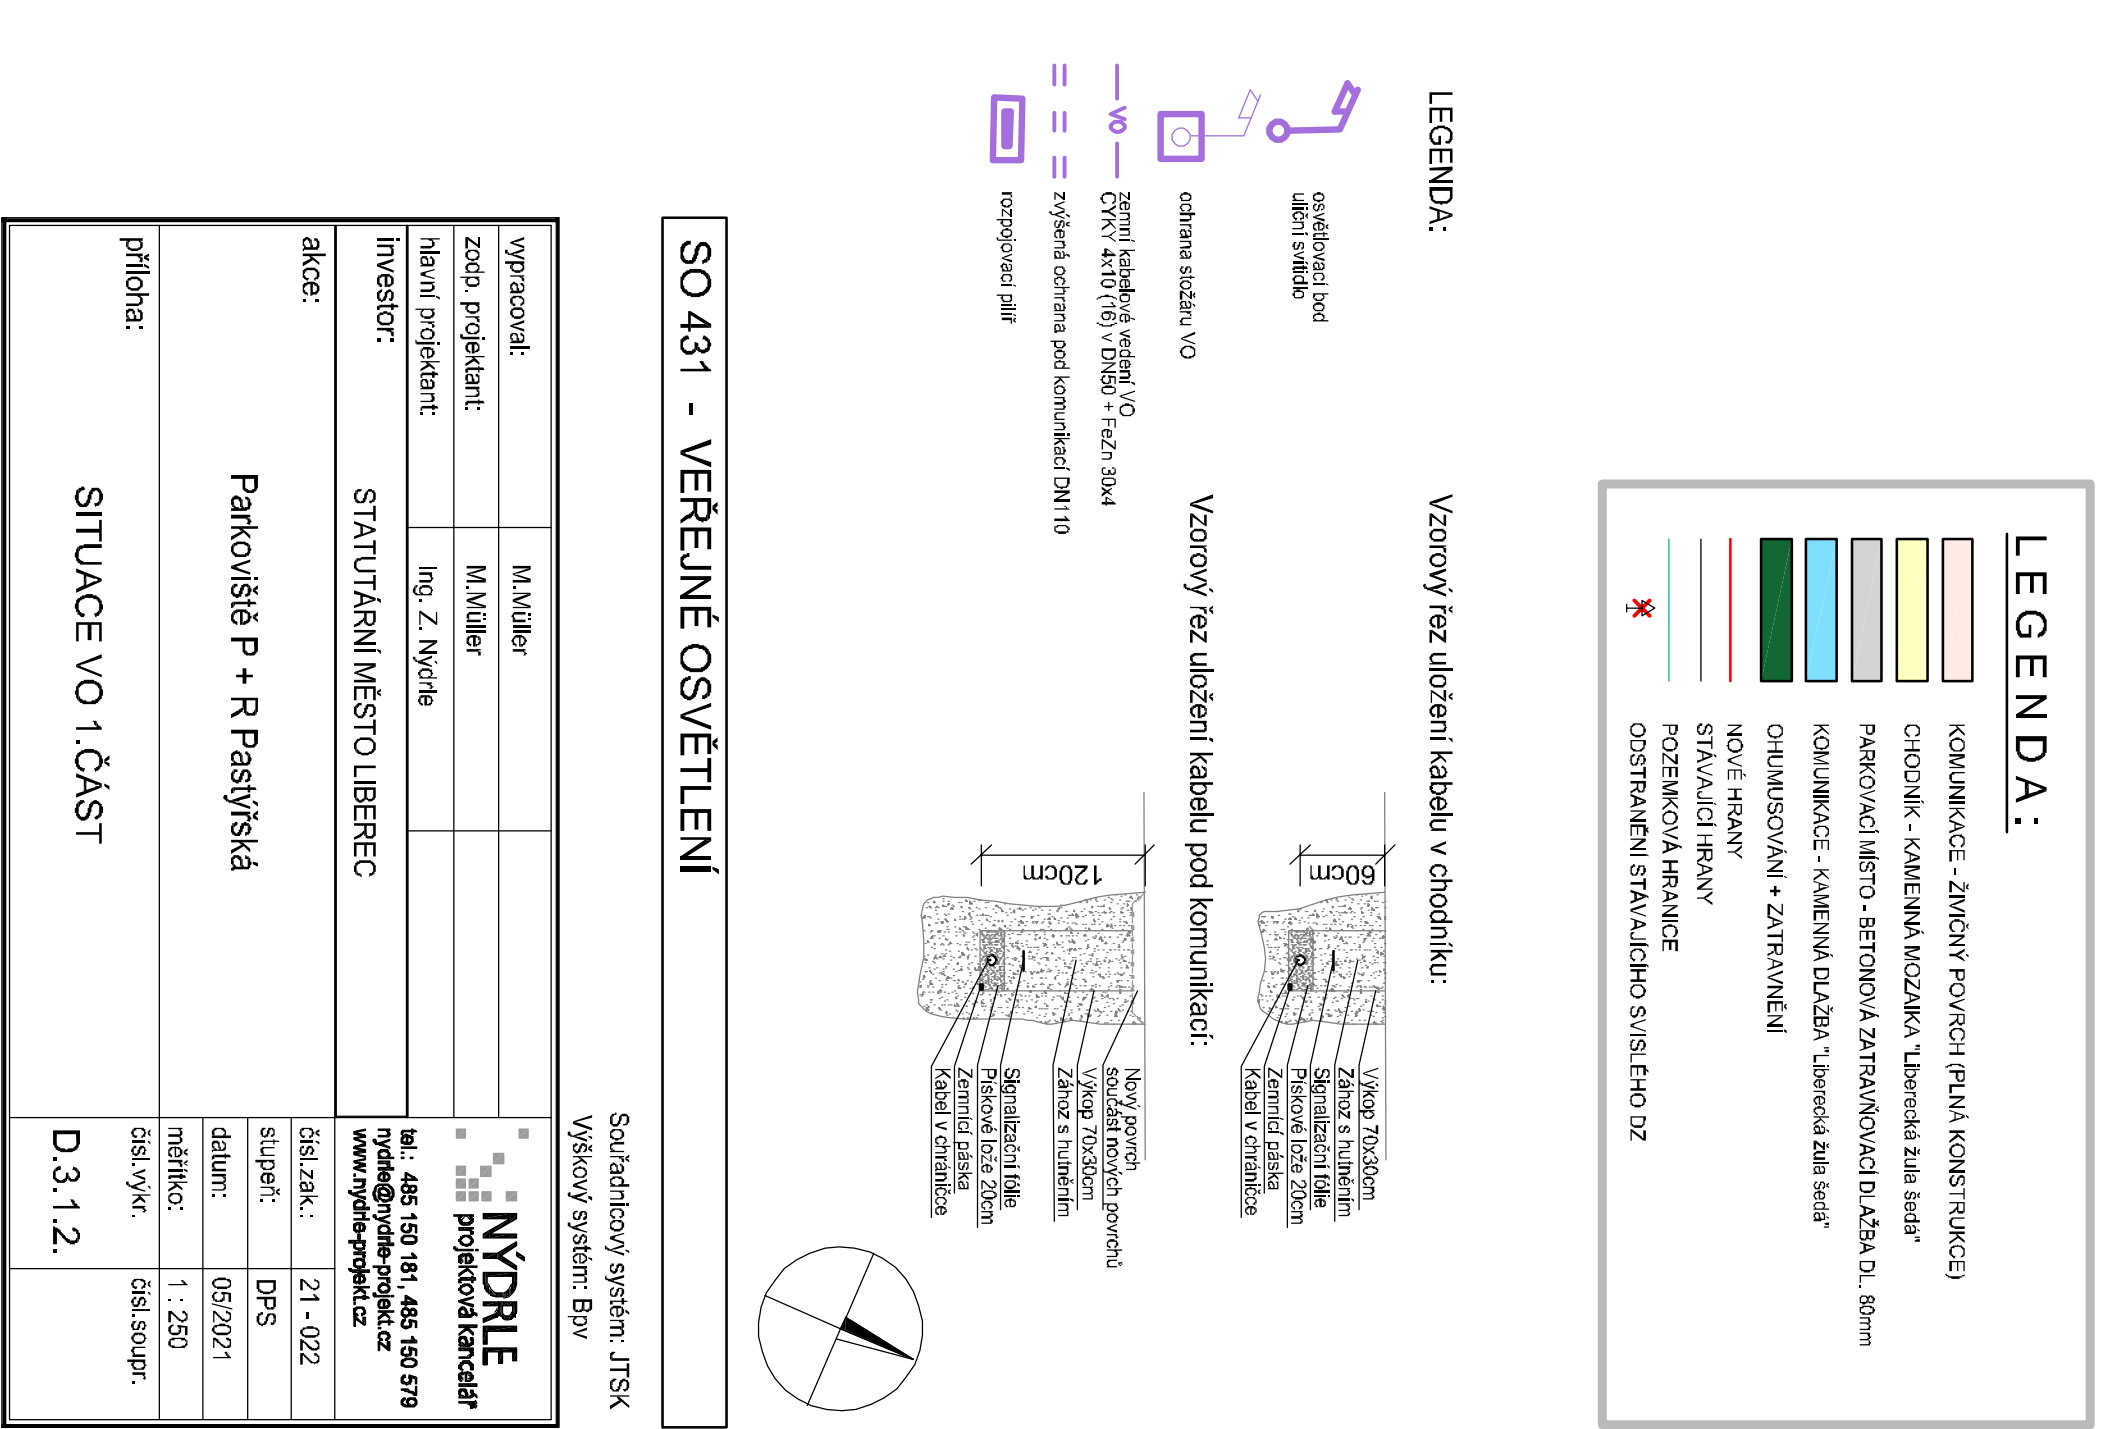 LEGENDA:
KOMUNIKACE - ŽIVIČNÝ POVRCH (PLNÁ KONSTRUKCE)
CHODNÍK - KAMENNÁ MOZAIKA "Liberecká žula šedá"
PARKOVACÍ MÍSTO - BETONOVÁ ZATRAVŇOVACÍ DLAŽBA DL. 80mm
KOMUNIKACE - KAMENNÁ DLAŽBA "Liberecká žula šedá"
OHUMUSOVÁNÍ + ZATRAVNĚNÍ
NOVÉ HRANY
STÁVAJÍCÍ HRANY
POZEMKOVÁ HRANICE
ODSTRANĚNÍ STÁVAJÍCÍHO SVISLÉHO DZ
LEGENDA:
osvětlovací bod
uliční svítidlo
ochrana stožáru VO
VO
zemní kabelové vedení VO
CYKY 4x10 (16) v DN50 + FeZn 30x4
zvýšená ochrana pod komunikací DN110
rozpojovací pilíř
Vzorový řez uložení kabelu v chodníku:
60cm
Výkop 70x30cm
Zához s hutněním
Signalizační fólie
Pískové lože 20cm
Zemnící páska
Kabel v chráničce
Vzorový řez uložení kabelu pod komunikací:
120cm
Nový povrch
součást nových povrchů
Výkop 70x30cm
Zához s hutněním
Signalizační fólie
Pískové lože 20cm
Zemnící páska
Kabel v chráničce
SO 431 - VEŘEJNÉ OSVĚTLENÍ
Souřadnicový systém: JTSK
Výškový systém: Bpv
vypracoval: M.Müller
zodp. projektant: M.Müller
hlavní projektant: Ing. Z. Nýdrle
NÝDRLE
projektová kancelář
tel.: 485 150 181, 485 150 579
nydrle@nydrle-projekt.cz
www.nydrle-projekt.cz
investor: STATUTÁRNÍ MĚSTO LIBEREC
akce:
Parkoviště P + R Pastýřská
čísl.zak.: 21 - 022
stupeň: DPS
datum: 05/2021
měřítko: 1 : 250
příloha:
SITUACE VO 1.ČÁST
čísl.výkr. čísl.soupr.
D.3.1.2.